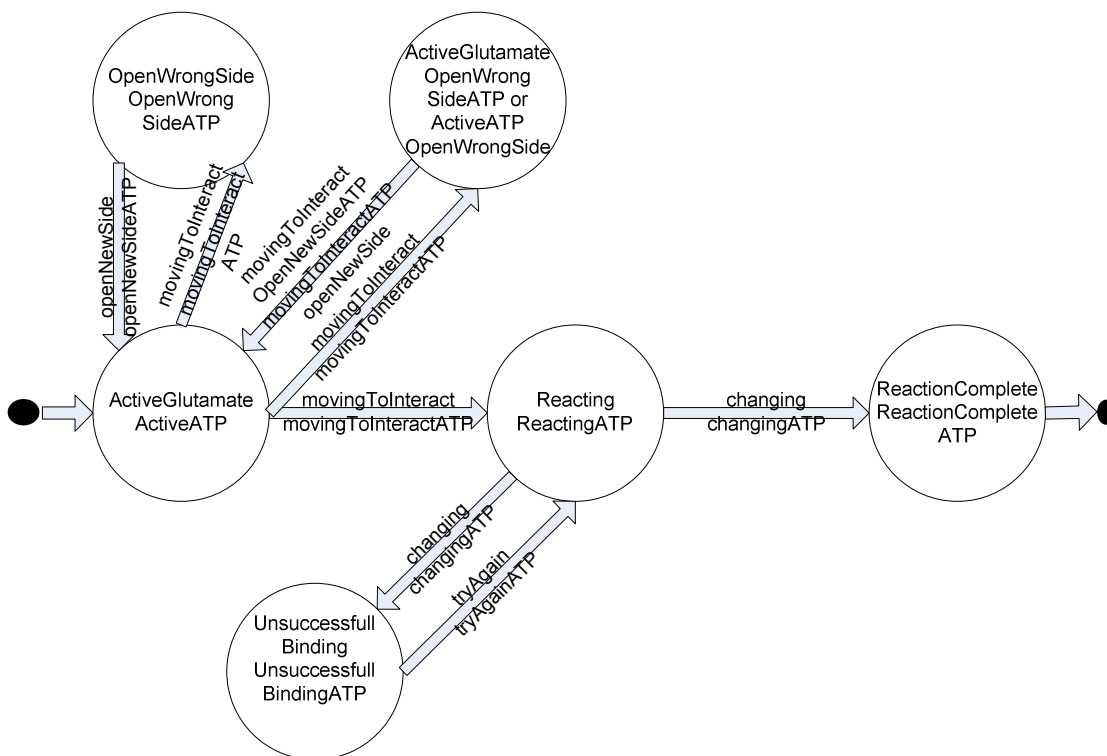 OpenWrongSide
OpenWrong
SideATP
ActiveGlutamate
OpenWrong
SideATP or
ActiveATP
OpenWrongSide
openNewSide
openNewSideATP
movingToInteract
movingToInteract
ATP
movingToInteract
OpenNewSideATP
movingToInteractATP
openNewSide
movingToInteract
movingToInteractATP
ActiveGlutamate
ActiveATP
movingToInteract
movingToInteractATP
Reacting
ReactingATP
changing
changingATP
ReactionComplete
ReactionComplete
ATP
changing
changingATP
tryAgain
tryAgainATP
Unsuccessfull
Binding
Unsuccessfull
BindingATP